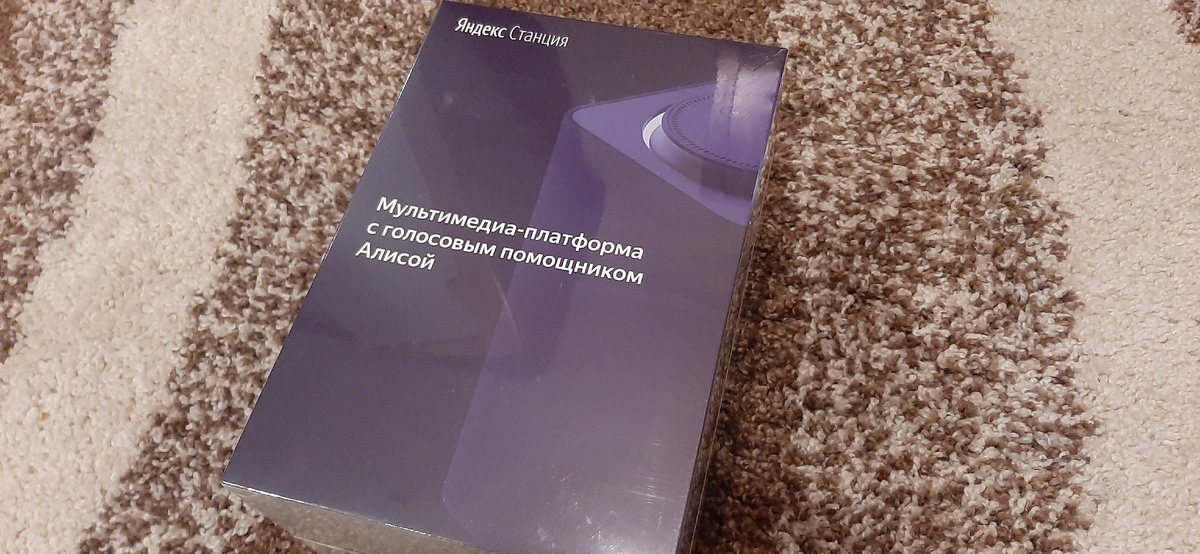 Яндекс Станция
Мультимедиа-платформа
с голосовым помощником
Алисой